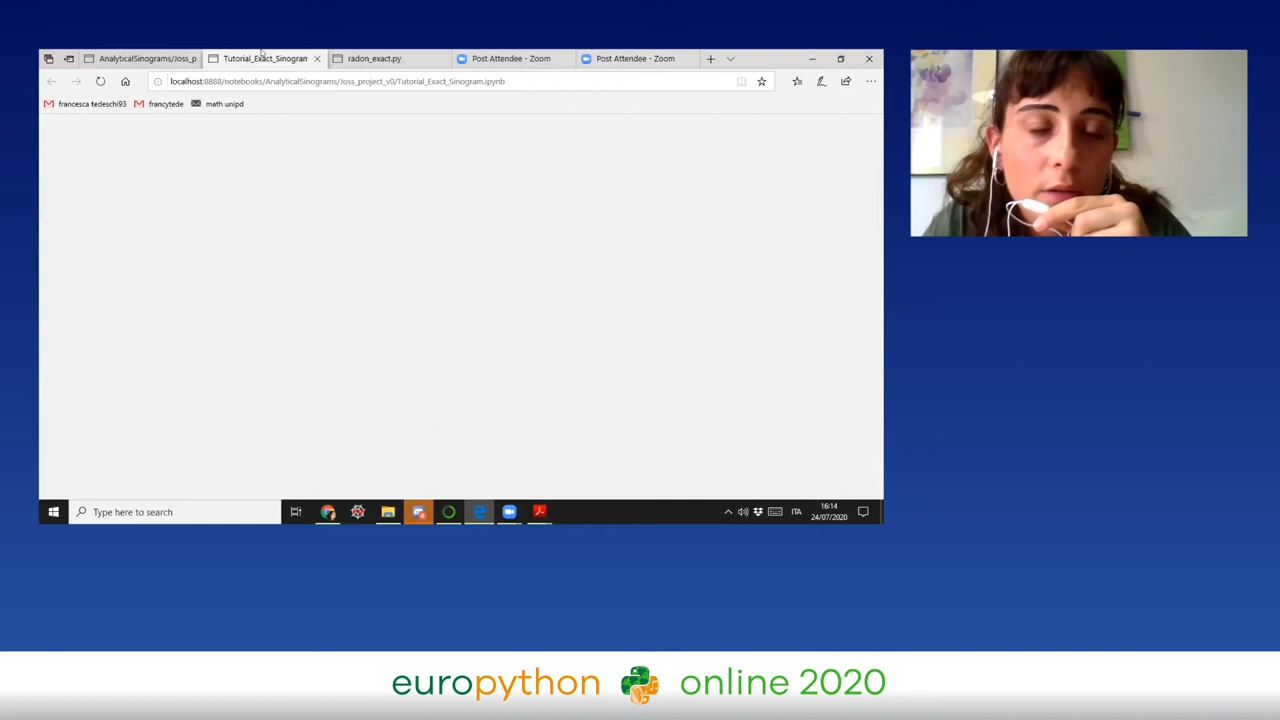 AnalyticalSinograms/Joss_p
Tutorial_Exact_Sinogram
radon_exact.py
Post Attendee - Zoom
Post Attendee - Zoom
localhost:8888/notebooks/AnalyticalSinograms/Joss_project_v0/Tutorial_Exact_Sinogram.ipynb
francesca tedeschi93
francytede
math unipd
Type here to search
ITA
16:14
24/07/2020
europython
online 2020